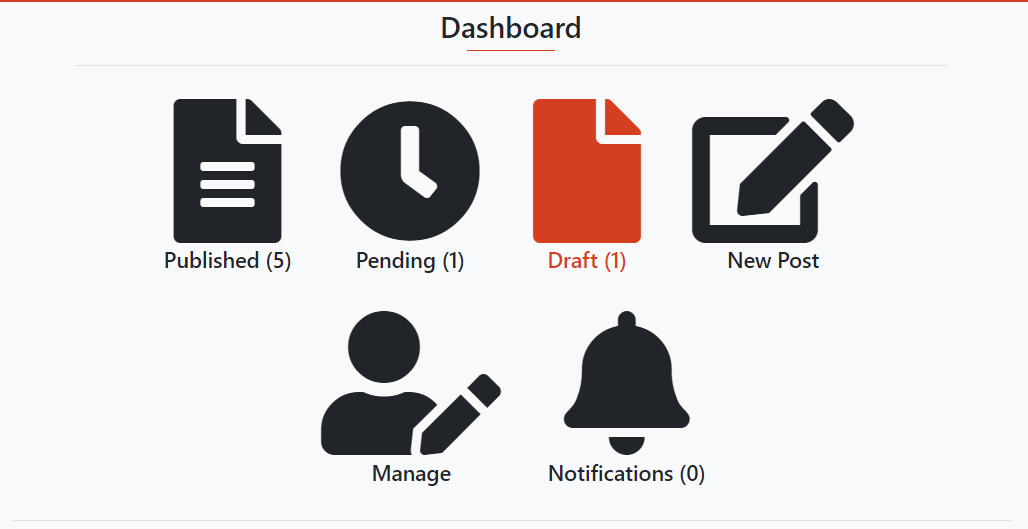 Dashboard
Published (5)
Pending (1)
Draft (1)
New Post
Manage
Notifications (0)